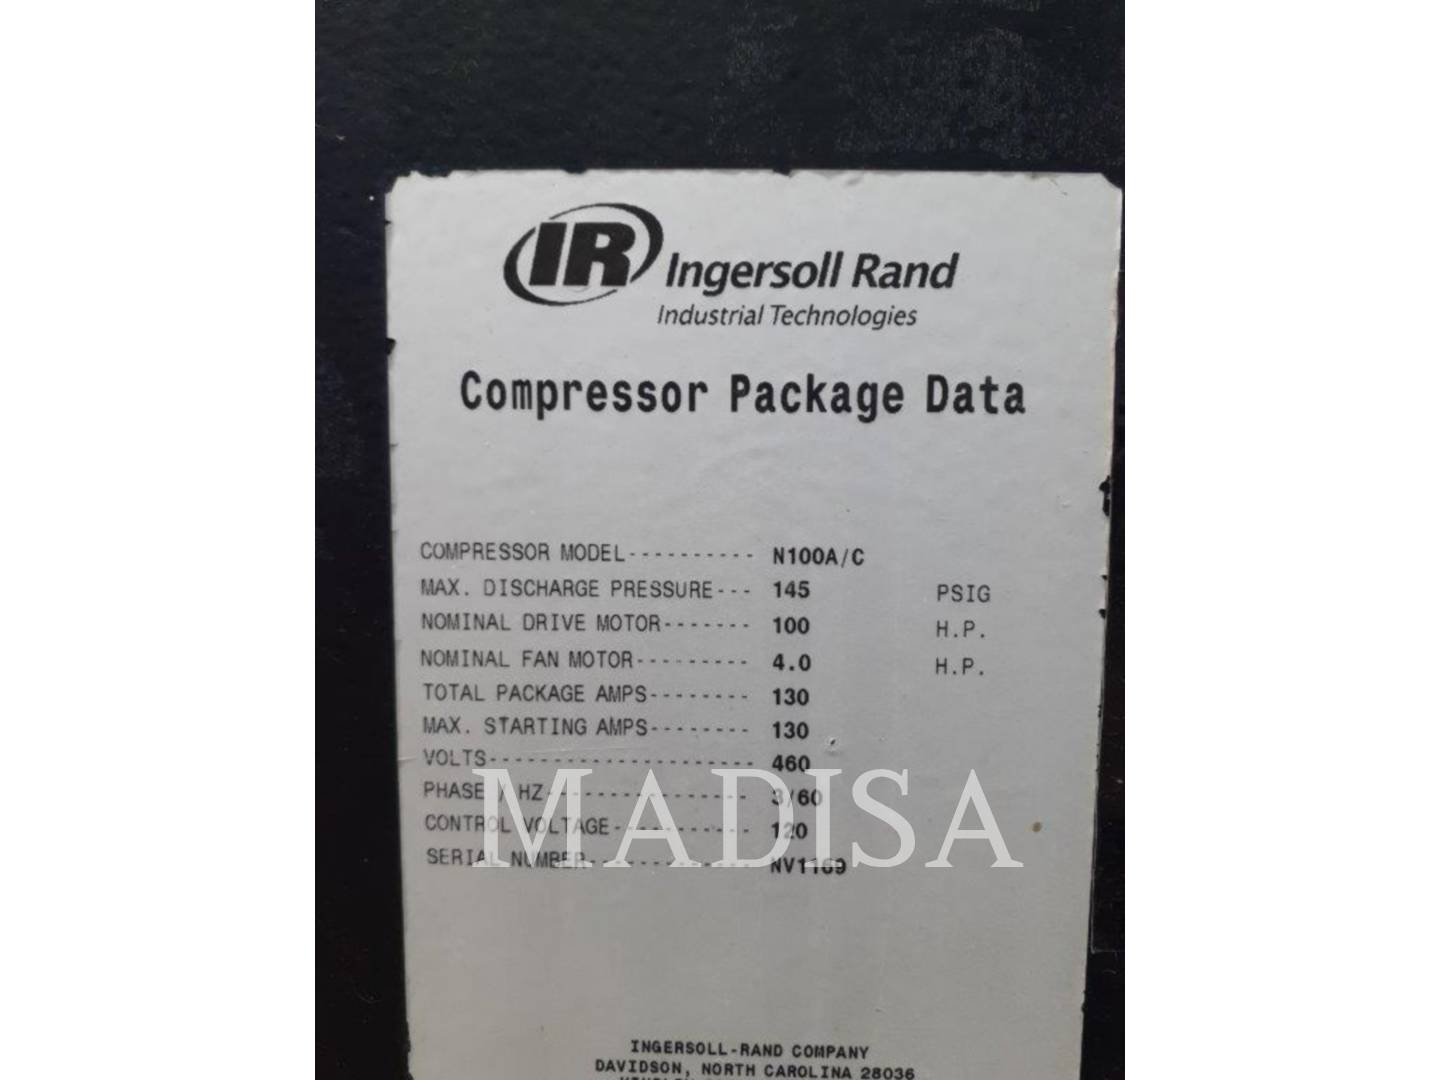 IR Ingersoll Rand
Industrial Technologies
Compressor Package Data
COMPRESSOR MODEL---------- N100A/C
MAX. DISCHARGE PRESSURE--- 145 PSIG
NOMINAL DRIVE MOTOR------- 100 H.P.
NOMINAL FAN MOTOR--------- 4.0 H.P.
TOTAL PACKAGE AMPS-------- 130
MAX. STARTING AMPS-------- 130
VOLTS--------------------- 460
PHASE / HZ---------------- 3/60
CONTROL VOLTAGE----------- 120
SERIAL NUMBER------------- NV1169
MADISA
INGERSOLL-RAND COMPANY
DAVIDSON, NORTH CAROLINA 28036